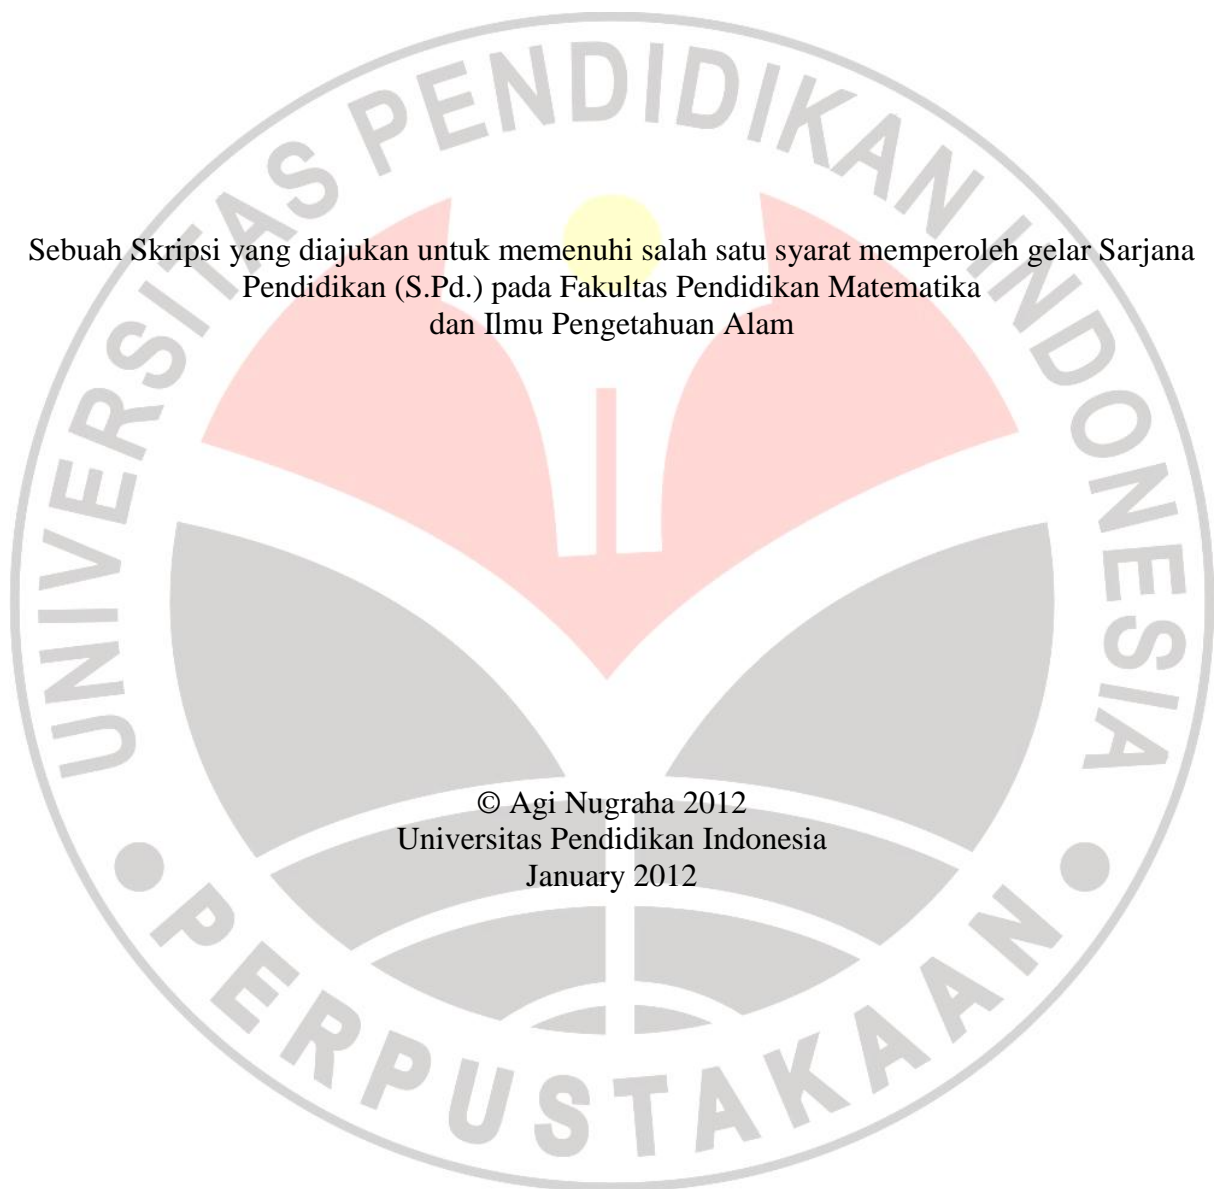 UNIVERSITAS PENDIDIKAN INDONESIA
Sebuah Skripsi yang diajukan untuk memenuhi salah satu syarat memperoleh gelar Sarjana
Pendidikan (S.Pd.) pada Fakultas Pendidikan Matematika
dan Ilmu Pengetahuan Alam
© Agi Nugraha 2012
Universitas Pendidikan Indonesia
January 2012
PERPUSTAKAAN